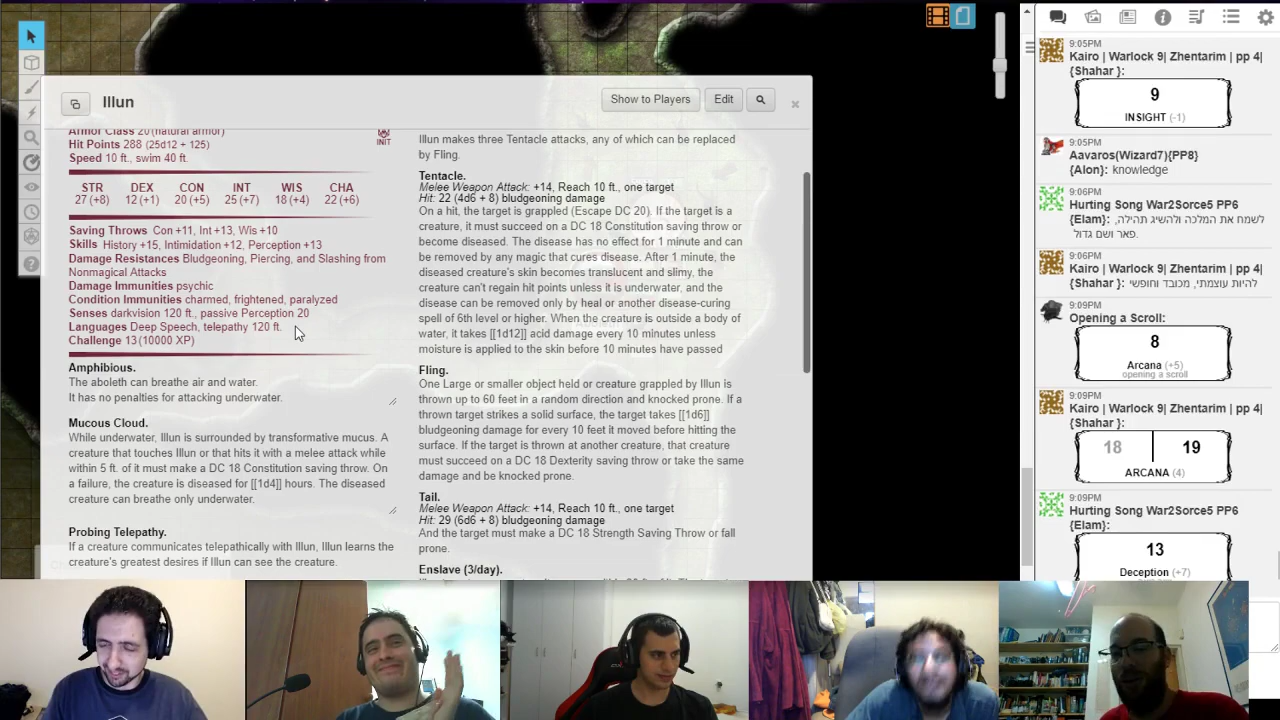 Illun
Show to Players
Edit
Armor Class 20 (natural armor)
Hit Points 288 (25d12 + 125)
Speed 10 ft., swim 40 ft.
INIT
STR DEX CON INT WIS CHA
27 (+8) 12 (+1) 20 (+5) 25 (+7) 18 (+4) 22 (+6)
Saving Throws Con +11, Int +13, Wis +10
Skills History +15, Intimidation +12, Perception +13
Damage Resistances Bludgeoning, Piercing, and Slashing from
Nonmagical Attacks
Damage Immunities psychic
Condition Immunities charmed, frightened, paralyzed
Senses darkvision 120 ft., passive Perception 20
Languages Deep Speech, telepathy 120 ft.
Challenge 13 (10000 XP)
Amphibious.
The aboleth can breathe air and water.
It has no penalties for attacking underwater.
Mucous Cloud.
While underwater, Illun is surrounded by transformative mucus. A
creature that touches Illun or that hits it with a melee attack while
within 5 ft. of it must make a DC 18 Constitution saving throw. On
a failure, the creature is diseased for [[1d4]] hours. The diseased
creature can breathe only underwater.
Probing Telepathy.
If a creature communicates telepathically with Illun, Illun learns the
creature's greatest desires if Illun can see the creature.
Illun makes three Tentacle attacks, any of which can be replaced
by Fling.
Tentacle.
Melee Weapon Attack: +14, Reach 10 ft., one target
Hit: 22 (4d6 + 8) bludgeoning damage
On a hit, the target is grappled (Escape DC 20). If the target is a
creature, it must succeed on a DC 18 Constitution saving throw or
become diseased. The disease has no effect for 1 minute and can
be removed by any magic that cures disease. After 1 minute, the
diseased creature's skin becomes translucent and slimy, the
creature can't regain hit points unless it is underwater, and the
disease can be removed only by heal or another disease-curing
spell of 6th level or higher. When the creature is outside a body of
water, it takes [[1d12]] acid damage every 10 minutes unless
moisture is applied to the skin before 10 minutes have passed
Fling.
One Large or smaller object held or creature grappled by Illun is
thrown up to 60 feet in a random direction and knocked prone. If a
thrown target strikes a solid surface, the target takes [[1d6]]
bludgeoning damage for every 10 feet it moved before hitting the
surface. If the target is thrown at another creature, that creature
must succeed on a DC 18 Dexterity saving throw or take the same
damage and be knocked prone.
Tail.
Melee Weapon Attack: +14, Reach 10 ft., one target
Hit: 29 (6d6 + 8) bludgeoning damage
And the target must make a DC 18 Strength Saving Throw or fall
prone.
Enslave (3/day).
9:05PM
Kairo | Warlock 9| Zhentarim | pp 4|
{Shahar }:
9
INSIGHT (-1)
9:05PM
Aavaros(Wizard7){PP8}
{Alon}: knowledge
9:06PM
Hurting Song War2Sorce5 PP6
{Elam}: לשמח את המלכה ולהשיג תהילה,
פאר ושם גדול.
9:06PM
Kairo | Warlock 9| Zhentarim | pp 4|
{Shahar }: להיות עוצמתי, מכובד וחופשי
9:09PM
Opening a Scroll:
8
Arcana (+5)
opening a scroll
9:09PM
Kairo | Warlock 9| Zhentarim | pp 4|
{Shahar }:
18 19
ARCANA (4)
9:09PM
Hurting Song War2Sorce5 PP6
{Elam}:
13
Deception (+7)